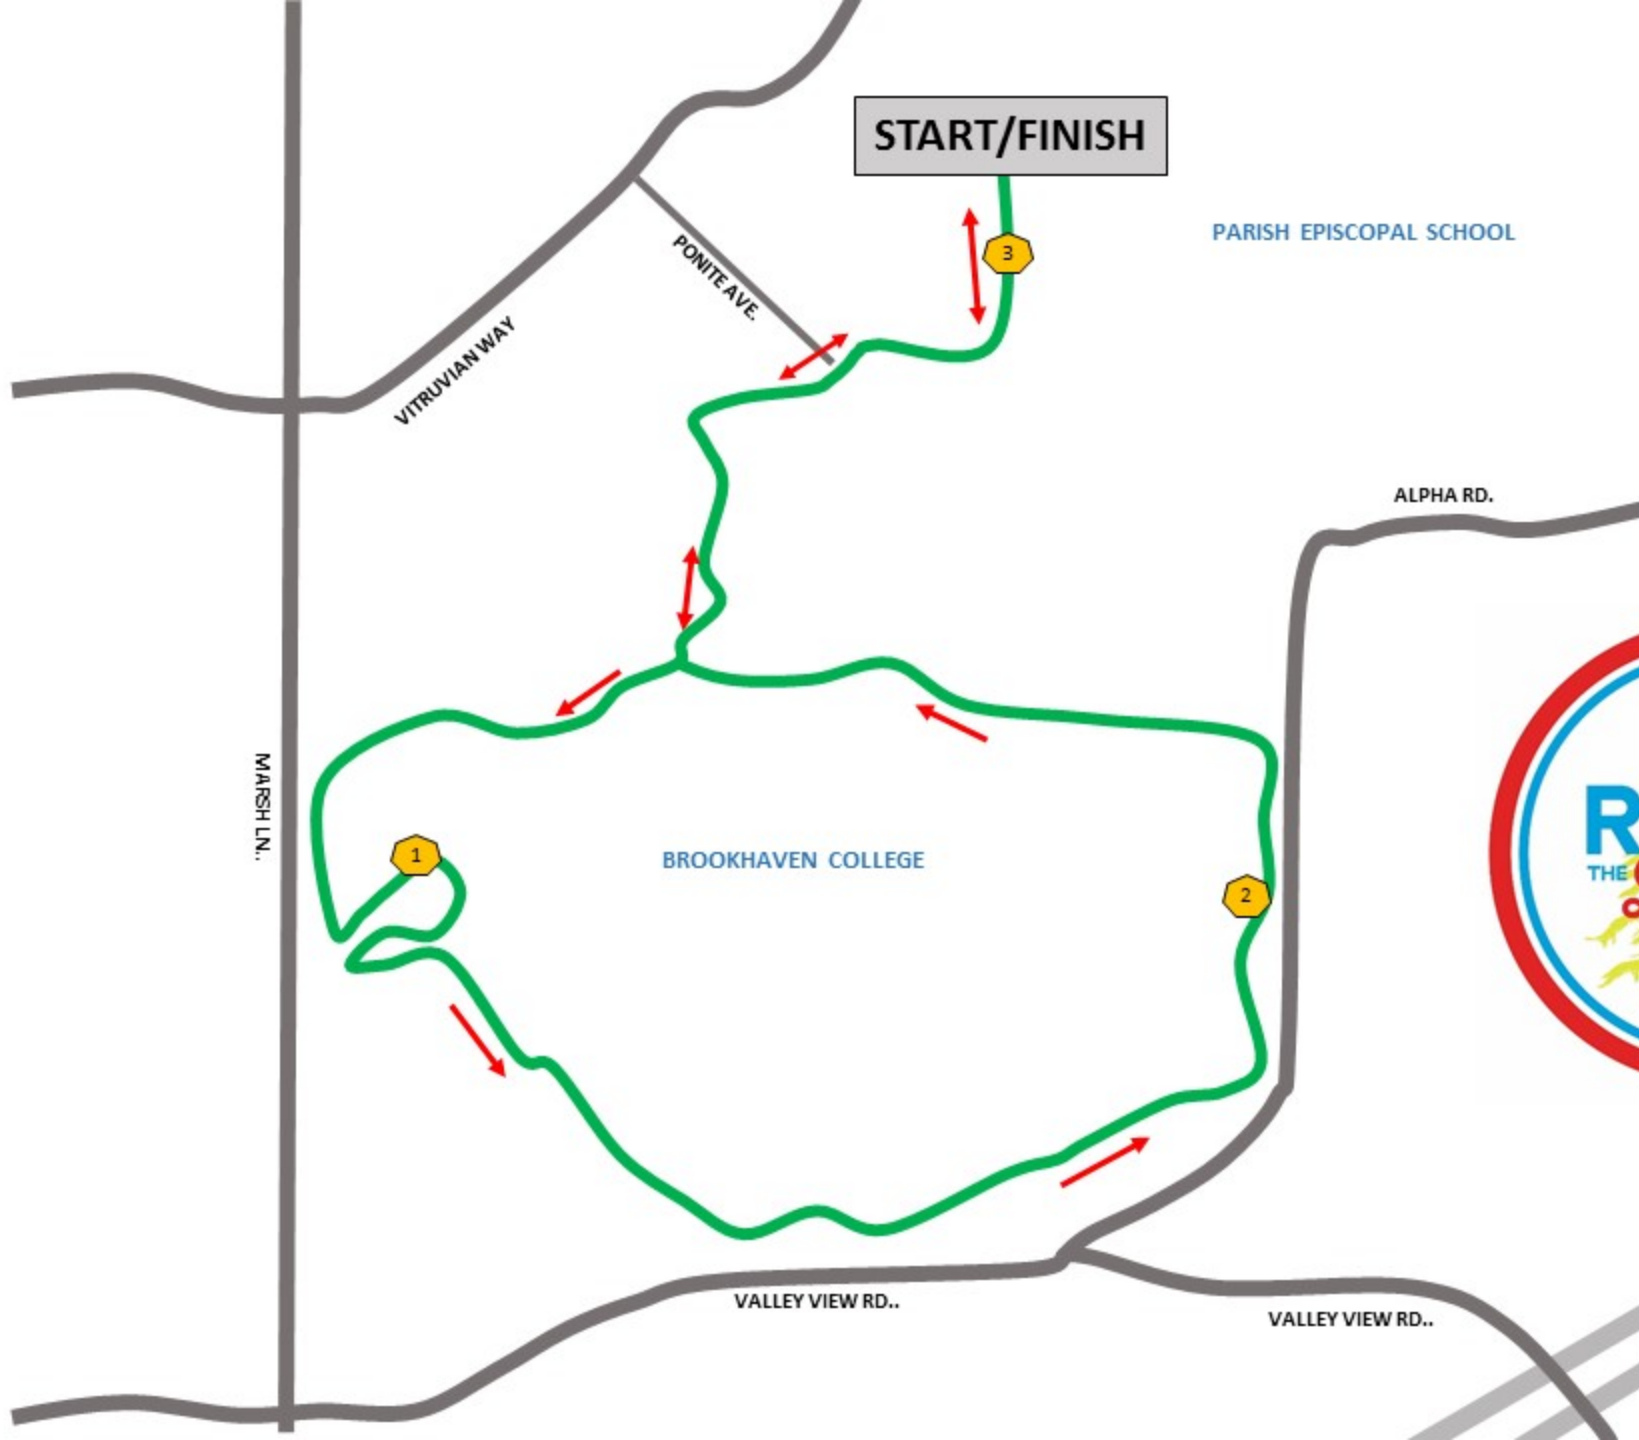 START/FINISH
3
PARISH EPISCOPAL SCHOOL
PONITE AVE.
VITRUVIAN WAY
ALPHA RD.
MARSH LN..
1
BROOKHAVEN COLLEGE
2
R
THE
VALLEY VIEW RD..
VALLEY VIEW RD..